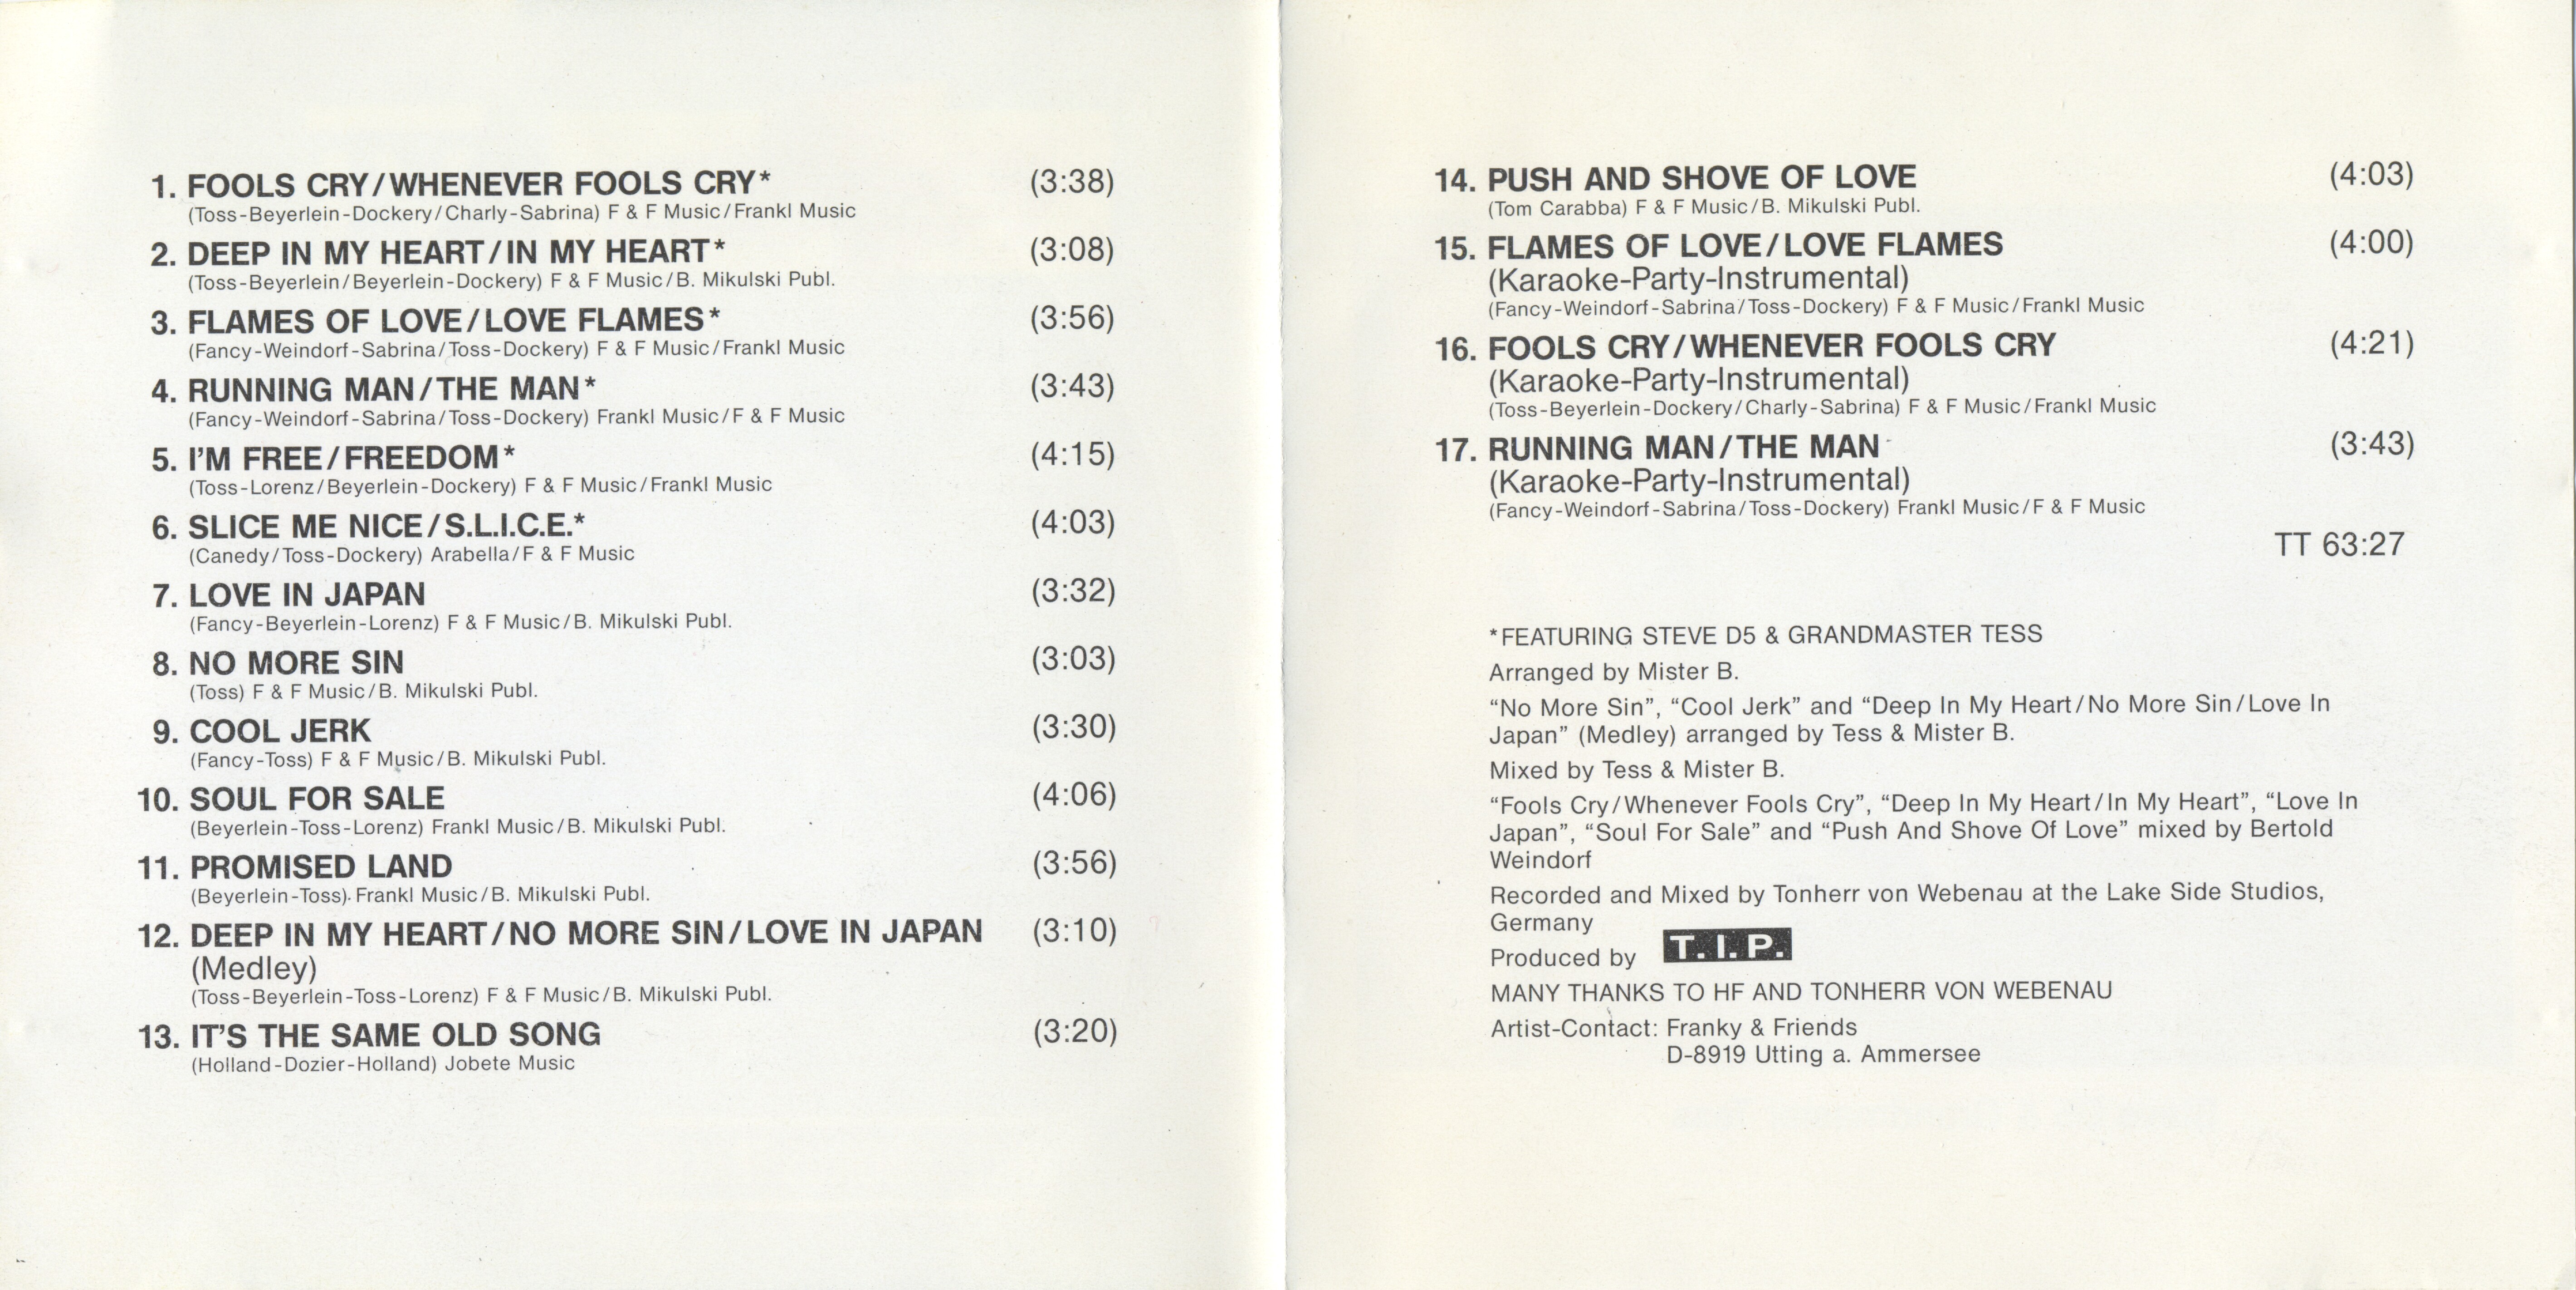 1. FOOLS CRY/WHENEVER FOOLS CRY* (3:38)
(Toss-Beyerlein-Dockery/Charly-Sabrina) F & F Music/Frankl Music
2. DEEP IN MY HEART/IN MY HEART* (3:08)
(Toss-Beyerlein/Beyerlein-Dockery) F & F Music/B. Mikulski Publ.
3. FLAMES OF LOVE/LOVE FLAMES* (3:56)
(Fancy-Weindorf-Sabrina/Toss-Dockery) F & F Music/Frankl Music
4. RUNNING MAN/THE MAN* (3:43)
(Fancy-Weindorf-Sabrina/Toss-Dockery) Frankl Music/F & F Music
5. I'M FREE/FREEDOM* (4:15)
(Toss-Lorenz/Beyerlein-Dockery) F & F Music/Frankl Music
6. SLICE ME NICE/S.L.I.C.E.* (4:03)
(Canedy/Toss-Dockery) Arabella/F & F Music
7. LOVE IN JAPAN (3:32)
(Fancy-Beyerlein-Lorenz) F & F Music/B. Mikulski Publ.
8. NO MORE SIN (3:03)
(Toss) F & F Music/B. Mikulski Publ.
9. COOL JERK (3:30)
(Fancy-Toss) F & F Music/B. Mikulski Publ.
10. SOUL FOR SALE (4:06)
(Beyerlein-Toss-Lorenz) Frankl Music/B. Mikulski Publ.
11. PROMISED LAND (3:56)
(Beyerlein-Toss). Frankl Music/B. Mikulski Publ.
12. DEEP IN MY HEART/NO MORE SIN/LOVE IN JAPAN (3:10)
(Medley)
(Toss-Beyerlein-Toss-Lorenz) F & F Music/B. Mikulski Publ.
13. IT'S THE SAME OLD SONG (3:20)
(Holland-Dozier-Holland) Jobete Music
14. PUSH AND SHOVE OF LOVE (4:03)
(Tom Carabba) F & F Music/B. Mikulski Publ.
15. FLAMES OF LOVE/LOVE FLAMES (4:00)
(Karaoke-Party-Instrumental)
(Fancy-Weindorf-Sabrina/Toss-Dockery) F & F Music/Frankl Music
16. FOOLS CRY/WHENEVER FOOLS CRY (4:21)
(Karaoke-Party-Instrumental)
(Toss-Beyerlein-Dockery/Charly-Sabrina) F & F Music/Frankl Music
17. RUNNING MAN/THE MAN (3:43)
(Karaoke-Party-Instrumental)
(Fancy-Weindorf-Sabrina/Toss-Dockery) Frankl Music/F & F Music
TT 63:27
*FEATURING STEVE D5 & GRANDMASTER TESS
Arranged by Mister B.
“No More Sin”, “Cool Jerk” and “Deep In My Heart/No More Sin/Love In
Japan” (Medley) arranged by Tess & Mister B.
Mixed by Tess & Mister B.
“Fools Cry/Whenever Fools Cry”, “Deep In My Heart/In My Heart”, “Love In
Japan”, “Soul For Sale” and “Push And Shove Of Love” mixed by Bertold
Weindorf
Recorded and Mixed by Tonherr von Webenau at the Lake Side Studios,
Germany
Produced by T.I.P.
MANY THANKS TO HF AND TONHERR VON WEBENAU
Artist-Contact: Franky & Friends
D-8919 Utting a. Ammersee